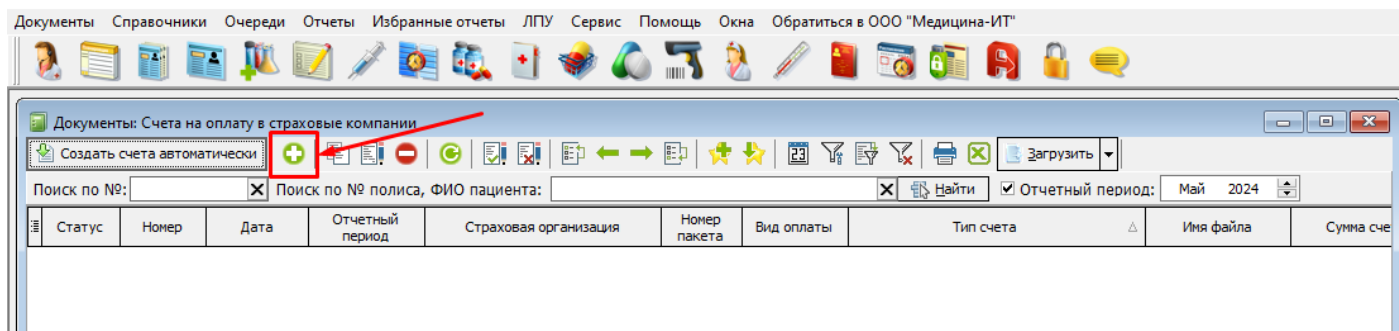 Документы Справочники Очереди Отчеты Избранные отчеты ЛПУ Сервис Помощь Окна Обратиться в ООО "Медицина-ИТ"
Документы: Счета на оплату в страховые компании
Создать счета автоматически 23 Загрузить
Поиск по №: Поиск по № полиса, ФИО пациента: Найти Отчетный период: Май 2024
Статус Номер Дата Отчетный период Страховая организация Номер пакета Вид оплаты Тип счета Имя файла Сумма сче